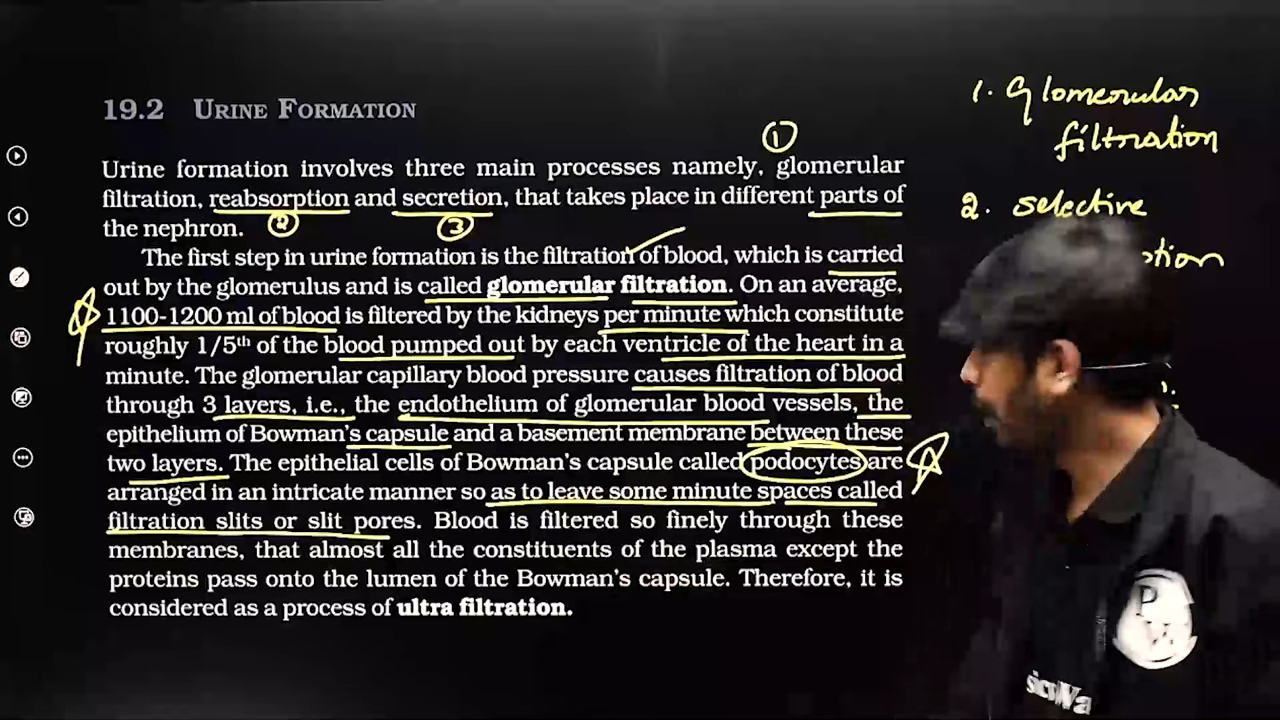 19.2 URINE FORMATION
①
Urine formation involves three main processes namely, glomerular
filtration, reabsorption and secretion, that takes place in different parts of
the nephron.
② ③
The first step in urine formation is the filtration of blood, which is carried
out by the glomerulus and is called glomerular filtration. On an average,
1100-1200 ml of blood is filtered by the kidneys per minute which constitute
roughly 1/5th of the blood pumped out by each ventricle of the heart in a
minute. The glomerular capillary blood pressure causes filtration of blood
through 3 layers, i.e., the endothelium of glomerular blood vessels, the
epithelium of Bowman's capsule and a basement membrane between these
two layers. The epithelial cells of Bowman's capsule called podocytes are
arranged in an intricate manner so as to leave some minute spaces called
filtration slits or slit pores. Blood is filtered so finely through these
membranes, that almost all the constituents of the plasma except the
proteins pass onto the lumen of the Bowman's capsule. Therefore, it is
considered as a process of ultra filtration.
1. Glomerular
filtration
2. selective
tion
P
W
sicsWa